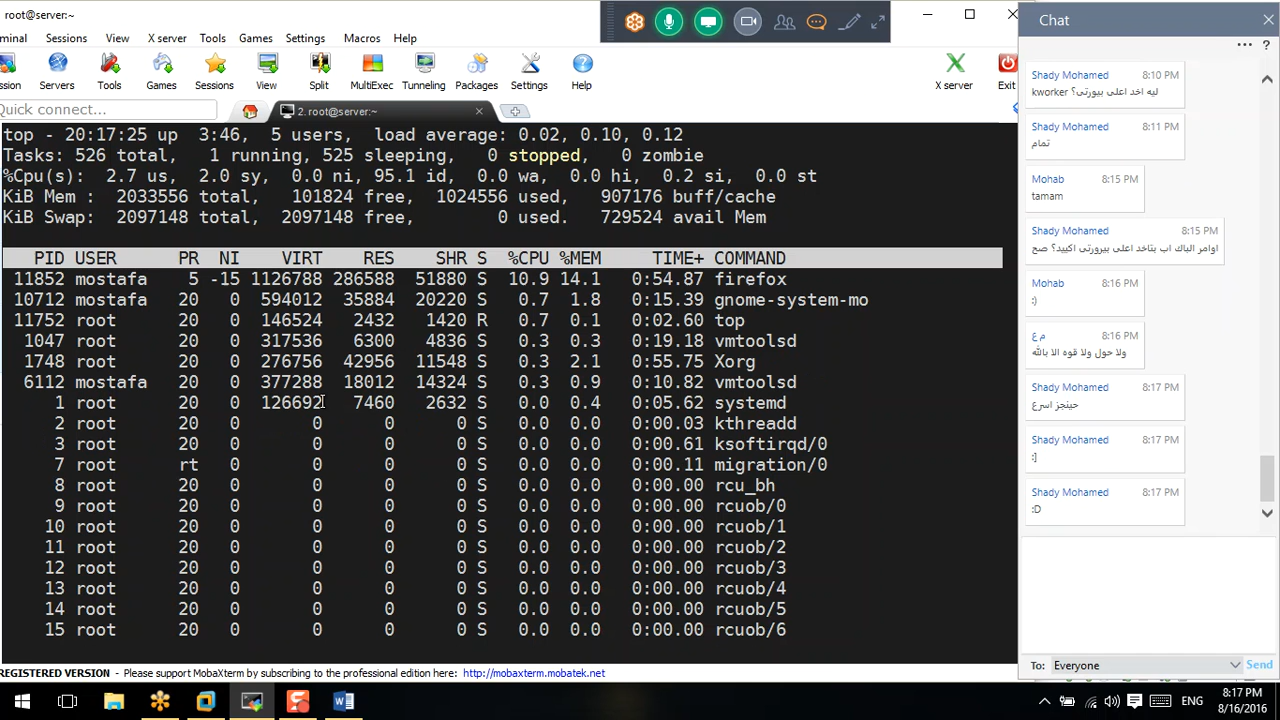 root@server:~
minal Sessions View X server Tools Games Settings Macros Help
ssion Servers Tools Games Sessions View Split MultiExec Tunneling Packages Settings Help X server Exit
Quick connect...
2. root@server:~
top - 20:17:25 up 3:46, 5 users, load average: 0.02, 0.10, 0.12
Tasks: 526 total, 1 running, 525 sleeping, 0 stopped, 0 zombie
%Cpu(s): 2.7 us, 2.0 sy, 0.0 ni, 95.1 id, 0.0 wa, 0.0 hi, 0.2 si, 0.0 st
KiB Mem : 2033556 total, 101824 free, 1024556 used, 907176 buff/cache
KiB Swap: 2097148 total, 2097148 free, 0 used. 729524 avail Mem
PID USER PR NI VIRT RES SHR S %CPU %MEM TIME+ COMMAND
11852 mostafa 5 -15 1126788 286588 51880 S 10.9 14.1 0:54.87 firefox
10712 mostafa 20 0 594012 35884 20220 S 0.7 1.8 0:15.39 gnome-system-mo
11752 root 20 0 146524 2432 1420 R 0.7 0.1 0:02.60 top
1047 root 20 0 317536 6300 4836 S 0.3 0.3 0:19.18 vmtoolsd
1748 root 20 0 276756 42956 11548 S 0.3 2.1 0:55.75 Xorg
6112 mostafa 20 0 377288 18012 14324 S 0.3 0.9 0:10.82 vmtoolsd
1 root 20 0 126692 7460 2632 S 0.0 0.4 0:05.62 systemd
2 root 20 0 0 0 0 S 0.0 0.0 0:00.03 kthreadd
3 root 20 0 0 0 0 S 0.0 0.0 0:00.61 ksoftirqd/0
7 root rt 0 0 0 0 S 0.0 0.0 0:00.11 migration/0
8 root 20 0 0 0 0 S 0.0 0.0 0:00.00 rcu_bh
9 root 20 0 0 0 0 S 0.0 0.0 0:00.00 rcuob/0
10 root 20 0 0 0 0 S 0.0 0.0 0:00.00 rcuob/1
11 root 20 0 0 0 0 S 0.0 0.0 0:00.00 rcuob/2
12 root 20 0 0 0 0 S 0.0 0.0 0:00.00 rcuob/3
13 root 20 0 0 0 0 S 0.0 0.0 0:00.00 rcuob/4
14 root 20 0 0 0 0 S 0.0 0.0 0:00.00 rcuob/5
15 root 20 0 0 0 0 S 0.0 0.0 0:00.00 rcuob/6
REGISTERED VERSION - Please support MobaXterm by subscribing to the professional edition here: http://mobaxterm.mobatek.net
Chat
... ?
Shady Mohamed 8:10 PM
ليه اخد اعلى بيورتى؟ kworker
Shady Mohamed 8:11 PM
تمام
Mohab 8:15 PM
tamam
Shady Mohamed 8:15 PM
اوامر الباك اب بتاخد اعلى بيرورتى اكييد؟ صح
Mohab 8:16 PM
:)
م ع 8:16 PM
ولا حول ولا قوه الا بالله
Shady Mohamed 8:17 PM
حينجز اسرع
Shady Mohamed 8:17 PM
:]
Shady Mohamed 8:17 PM
:D
To: Everyone Send
ENG
8:17 PM
8/16/2016